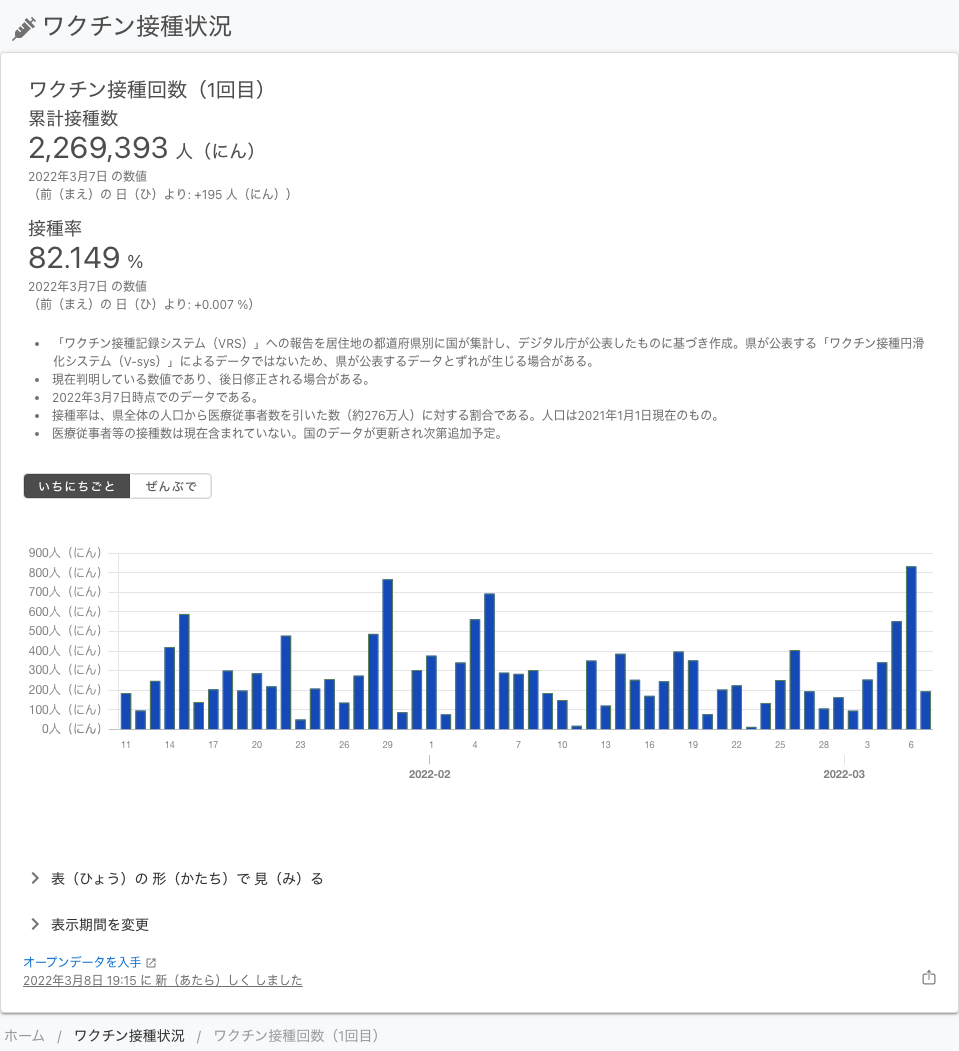 ワクチン接種状況
ワクチン接種回数（1回目）
累計接種数
2,269,393 人（にん）
2022年3月7日 の数値
（前（まえ）の 日（ひ）より: +195 人（にん））
接種率
82.149 %
2022年3月7日 の数値
（前（まえ）の 日（ひ）より: +0.007 %）
• 「ワクチン接種記録システム（VRS）」への報告を居住地の都道府県別に国が集計し、デジタル庁が公表したものに基づき作成。県が公表する「ワクチン接種円滑
化システム（V-sys）」によるデータではないため、県が公表するデータとずれが生じる場合がある。
• 現在判明している数値であり、後日修正される場合がある。
• 2022年3月7日時点でのデータである。
• 接種率は、県全体の人口から医療従事者数を引いた数（約276万人）に対する割合である。人口は2021年1月1日現在のもの。
• 医療従事者等の接種数は現在含まれていない。国のデータが更新され次第追加予定。
いちにちごと ぜんぶで
900人（にん）
800人（にん）
700人（にん）
600人（にん）
500人（にん）
400人（にん）
300人（にん）
200人（にん）
100人（にん）
0人（にん）
11 14 17 20 23 26 29 1 4 7 10 13 16 19 22 25 28 3 6
2022-02 2022-03
表（ひょう）の 形（かたち）で 見（み）る
表示期間を変更
オープンデータを入手
2022年3月8日 19:15 に 新（あたら）しく しました
ホーム / ワクチン接種状況 / ワクチン接種回数（1回目）